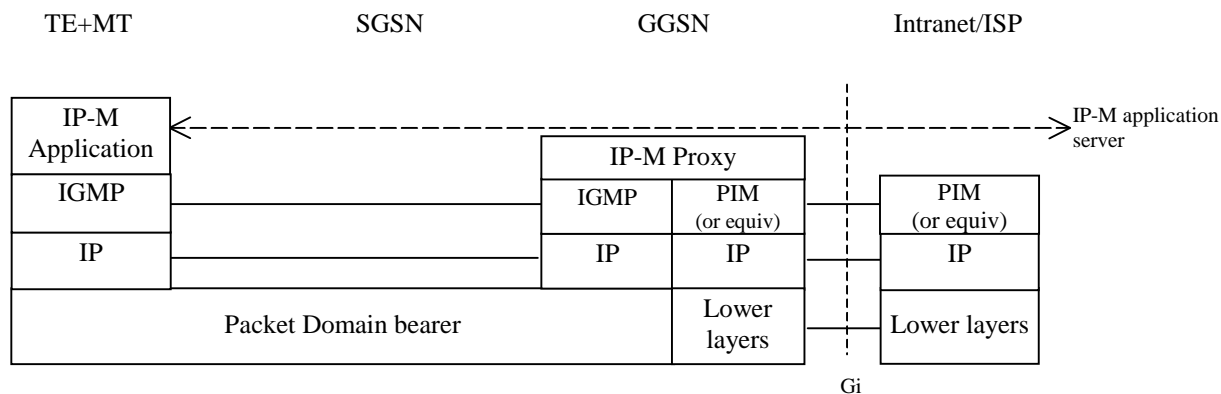 TE+MT SGSN GGSN Intranet/ISP
IP-M
Application
IP-M application
server
IP-M Proxy
IGMP IGMP PIM
(or equiv)
PIM
(or equiv)
IP IP IP IP
Packet Domain bearer
Lower
layers
Lower layers
Gi